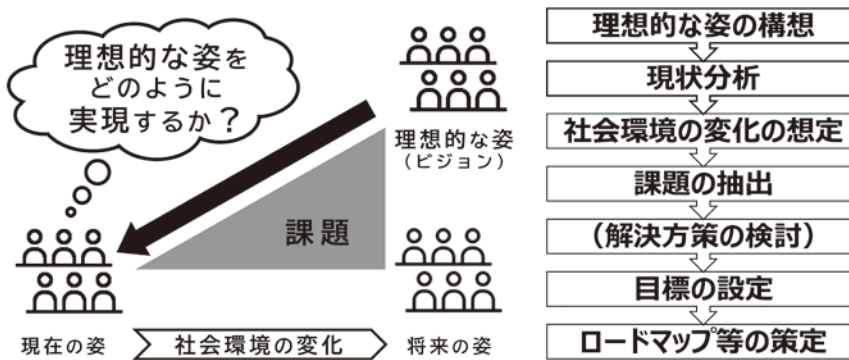 理想的な姿を
どのように
実現するか？
理想的な姿
（ビジョン）
課題
現在の姿
社会環境の変化
将来の姿
理想的な姿の構想
現状分析
社会環境の変化の想定
課題の抽出
（解決方策の検討）
目標の設定
ロードマップ等の策定